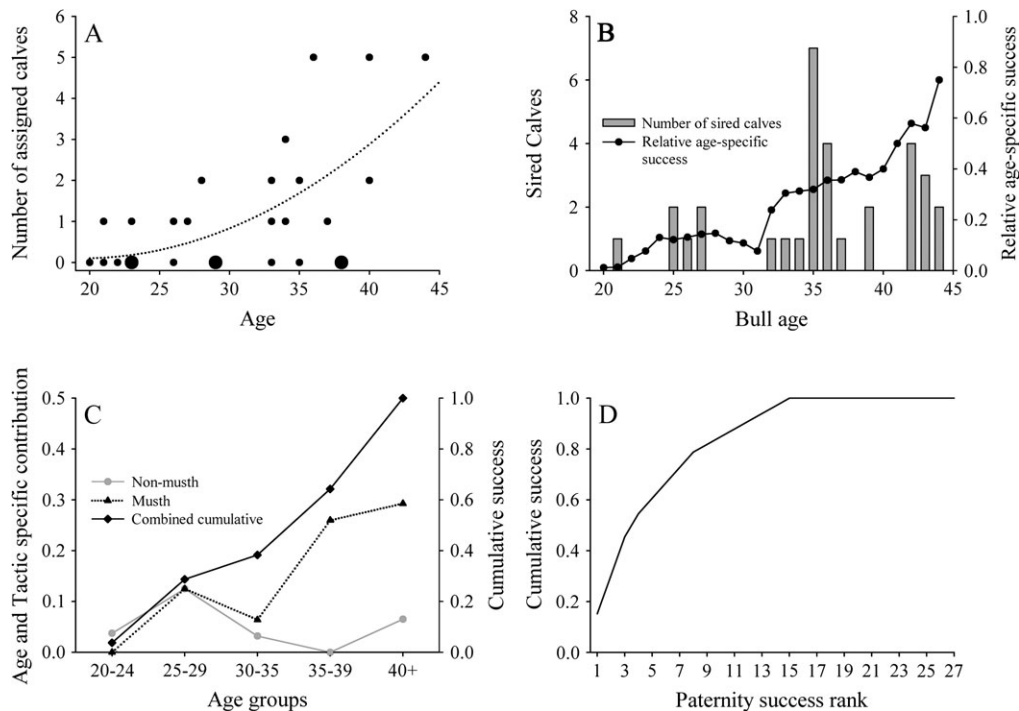 A
Number of assigned calves
6
5
4
3
2
1
0
20 25 30 35 40 45
Age
B
Sired Calves
8
6
4
2
0
Number of sired calves
Relative age-specific
success
1.0
0.8
0.6
0.4
0.2
0.0
Relative age-specific success
20 25 30 35 40 45
Bull age
C
Age and Tactic specific contribution
0.5
0.4
0.3
0.2
0.1
0.0
Non-musth
Musth
Combined cumulative
1.0
0.8
0.6
0.4
0.2
0.0
Cumulative success
20-24 25-29 30-35 35-39 40+
Age groups
D
Cumulative success
1.0
0.8
0.6
0.4
0.2
0.0
1 3 5 7 9 11 13 15 17 19 21 23 25 27
Paternity success rank